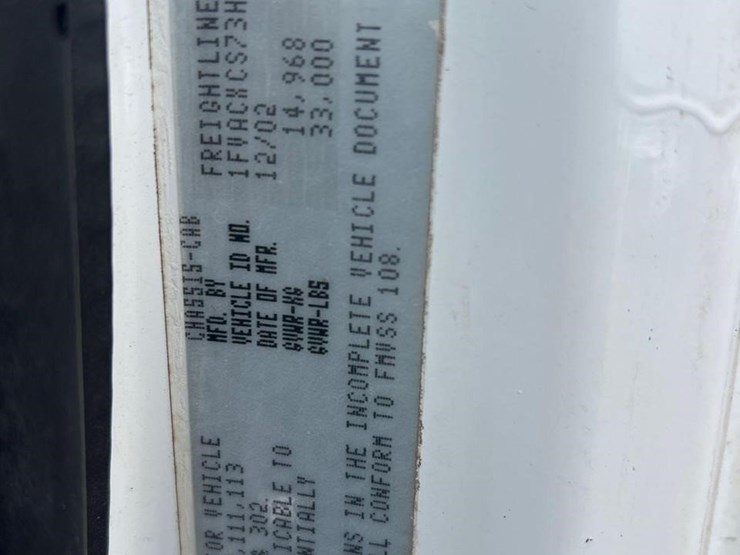 CHASSIS-CAB
MFD. BY FREIGHTLINE
VEHICLE ID NO. 1FVACXCS73H
DATE OF MFR. 12/02
GVWR-KG 14,968
GVWR-LBS 33,000
OR VEHICLE
,111,113
302.
ICABLE TO
NTIALLY
NS IN THE INCOMPLETE VEHICLE DOCUMENT
LL CONFORM TO FMVSS 108.